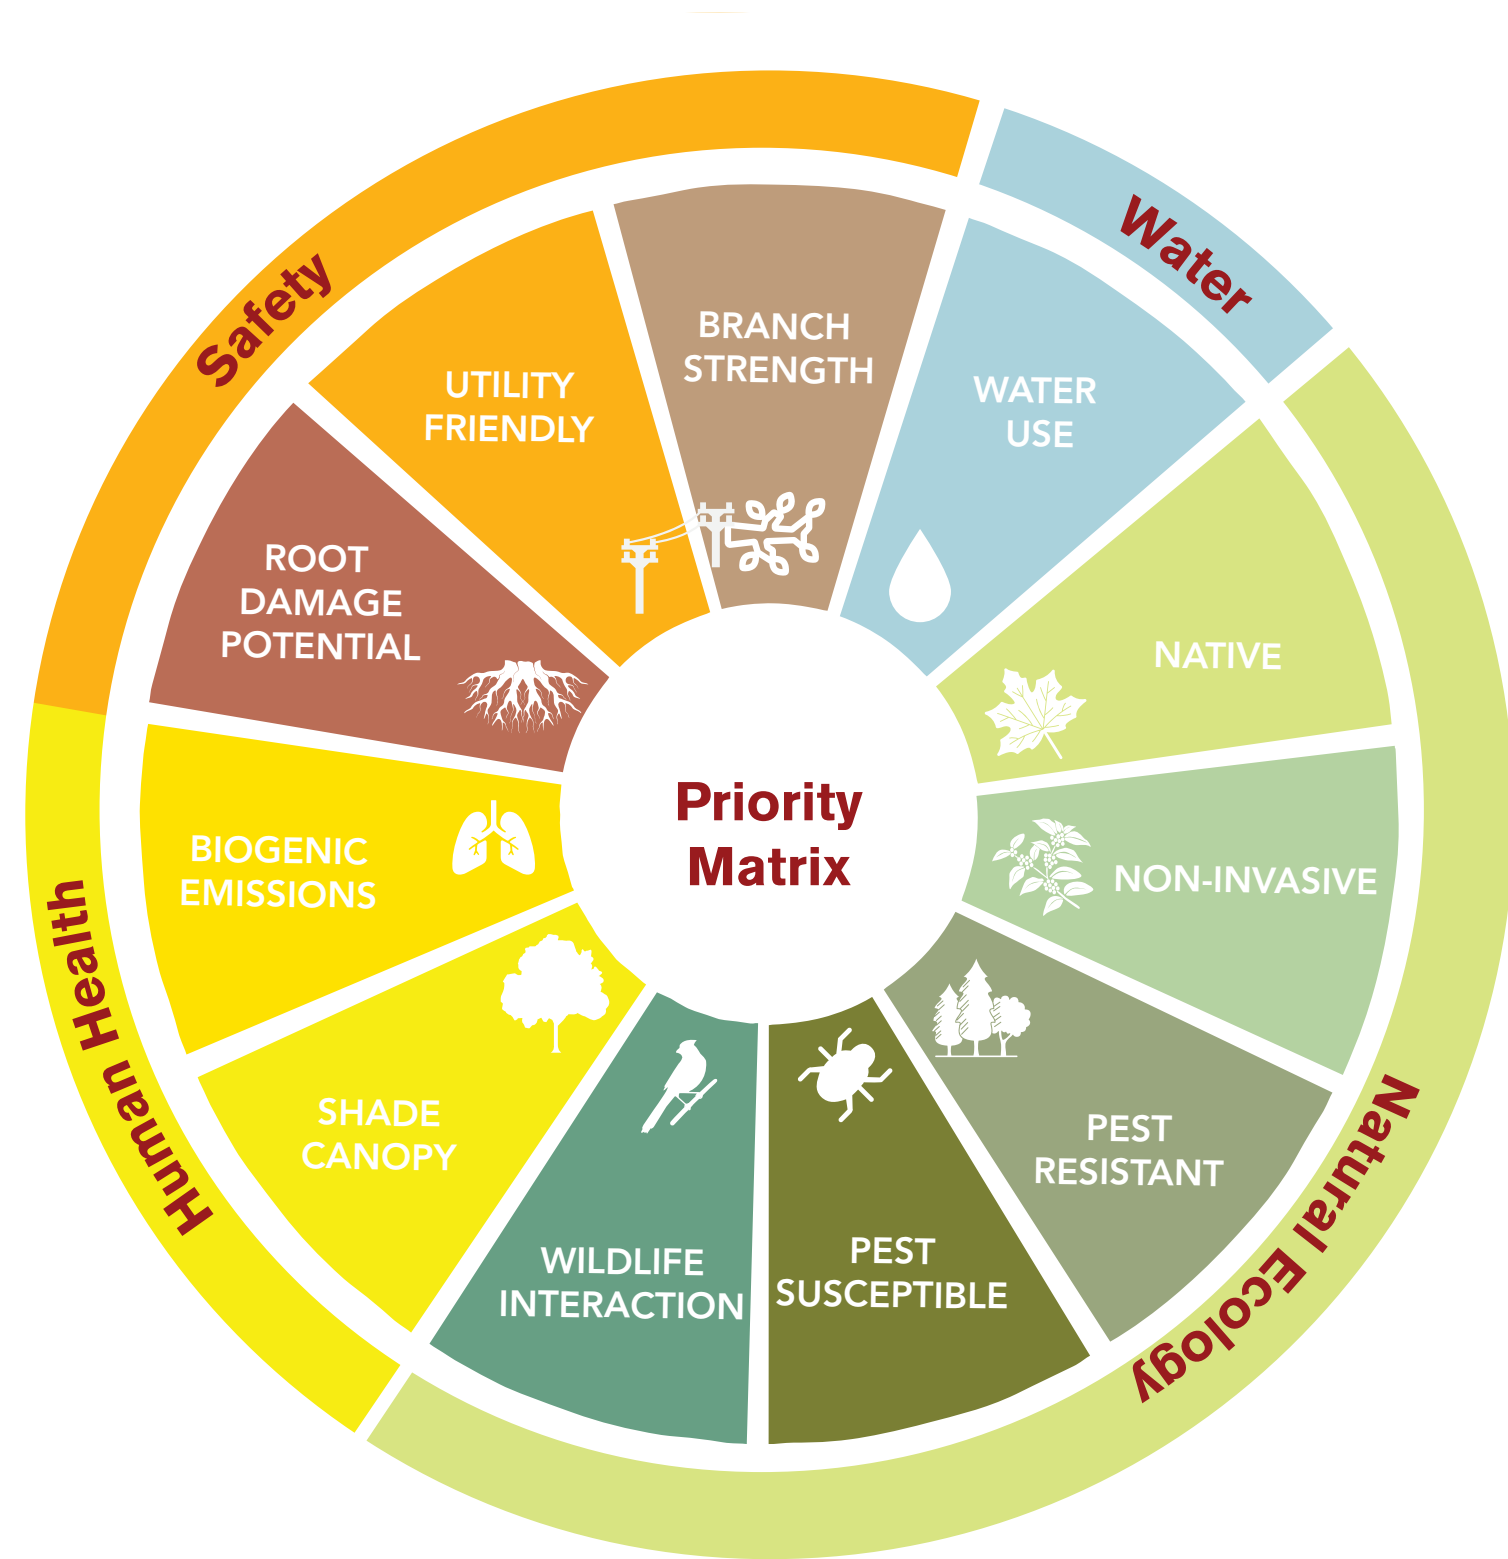 Priority
Matrix
Safety
UTILITY
FRIENDLY
BRANCH
STRENGTH
ROOT
DAMAGE
POTENTIAL
Water
WATER
USE
Natural Ecology
NATIVE
NON-INVASIVE
PEST
RESISTANT
PEST
SUSCEPTIBLE
WILDLIFE
INTERACTION
Human Health
SHADE
CANOPY
BIOGENIC
EMISSIONS